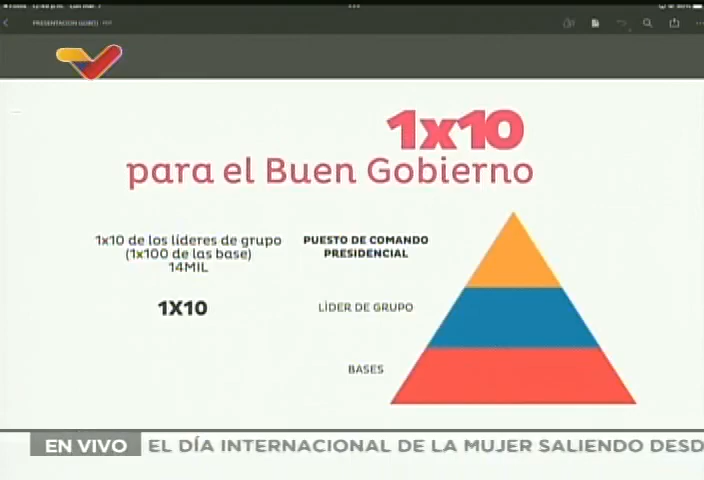 PRESENTACION
1x10
para el Buen Gobierno
1x10 de los líderes de grupo
(1x100 de las base)
14MIL
1X10
PUESTO DE COMANDO
PRESIDENCIAL
LÍDER DE GRUPO
BASES
EN VIVO EL DÍA INTERNACIONAL DE LA MUJER SALIENDO DESD